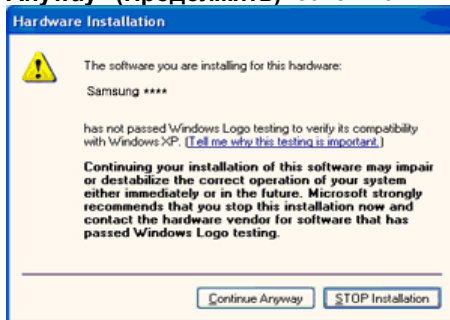 Anyway" (Продолжить)
Hardware Installation
The software you are installing for this hardware:
Samsung ****
has not passed Windows Logo testing to verify its compatibility
with Windows XP. (Tell me why this testing is important.)
Continuing your installation of this software may impair
or destabilize the correct operation of your system
either immediately or in the future. Microsoft strongly
recommends that you stop this installation now and
contact the hardware vendor for software that has
passed Windows Logo testing.
Continue Anyway
STOP Installation